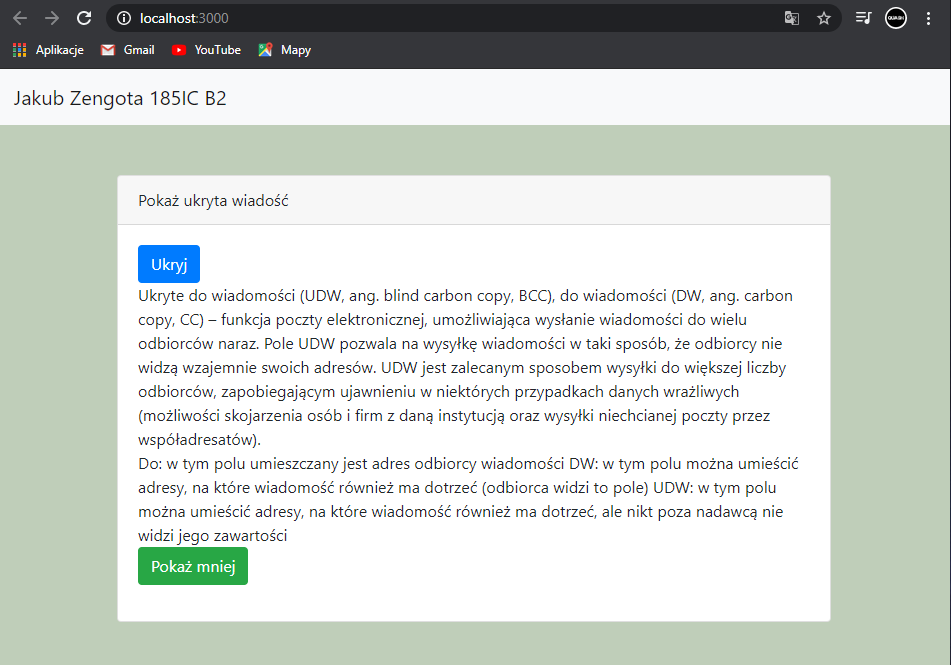 localhost:3000
Aplikacje Gmail YouTube Mapy
Jakub Zengota 185IC B2
Pokaż ukryta wiadość
Ukryj
Ukryte do wiadomości (UDW, ang. blind carbon copy, BCC), do wiadomości (DW, ang. carbon
copy, CC) – funkcja poczty elektronicznej, umożliwiająca wysłanie wiadomości do wielu
odbiorców naraz. Pole UDW pozwala na wysyłkę wiadomości w taki sposób, że odbiorcy nie
widzą wzajemnie swoich adresów. UDW jest zalecanym sposobem wysyłki do większej liczby
odbiorców, zapobiegającym ujawnieniu w niektórych przypadkach danych wrażliwych
(możliwości skojarzenia osób i firm z daną instytucją oraz wysyłki niechcianej poczty przez
współadresatów).
Do: w tym polu umieszczany jest adres odbiorcy wiadomości DW: w tym polu można umieścić
adresy, na które wiadomość również ma dotrzeć (odbiorca widzi to pole) UDW: w tym polu
można umieścić adresy, na które wiadomość również ma dotrzeć, ale nikt poza nadawcą nie
widzi jego zawartości
Pokaż mniej